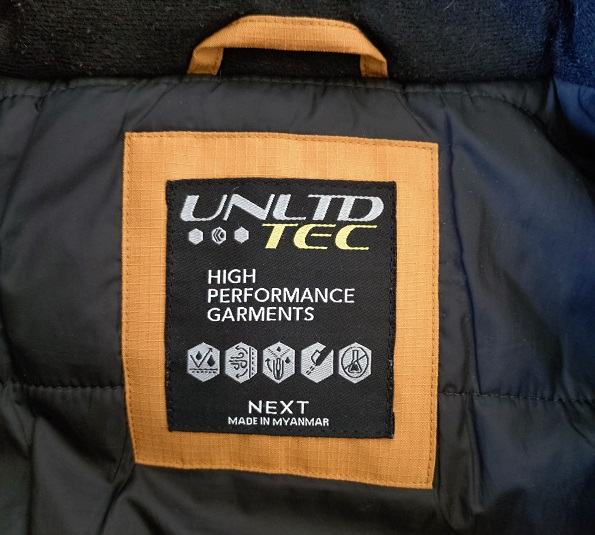 UNLTD
TEC
HIGH
PERFORMANCE
GARMENTS
NEXT
MADE IN MYANMAR